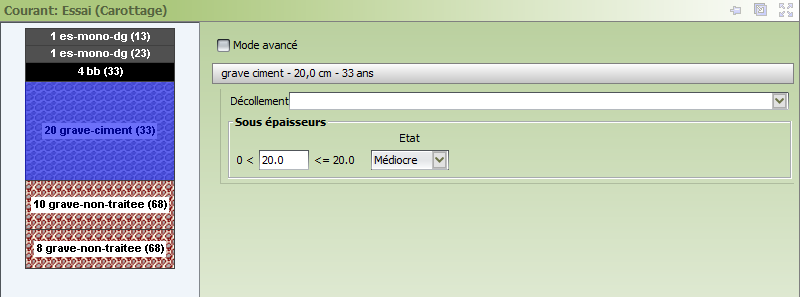 Courant: Essai (Carottage)
1 es-mono-dg (13)
1 es-mono-dg (23)
4 bb (33)
20 grave-ciment (33)
10 grave-non-traitee (68)
8 grave-non-traitee (68)
Mode avancé
grave ciment - 20,0 cm - 33 ans
Décollement
Sous épaisseurs
Etat
0 < 20.0 <= 20.0 Médiocre